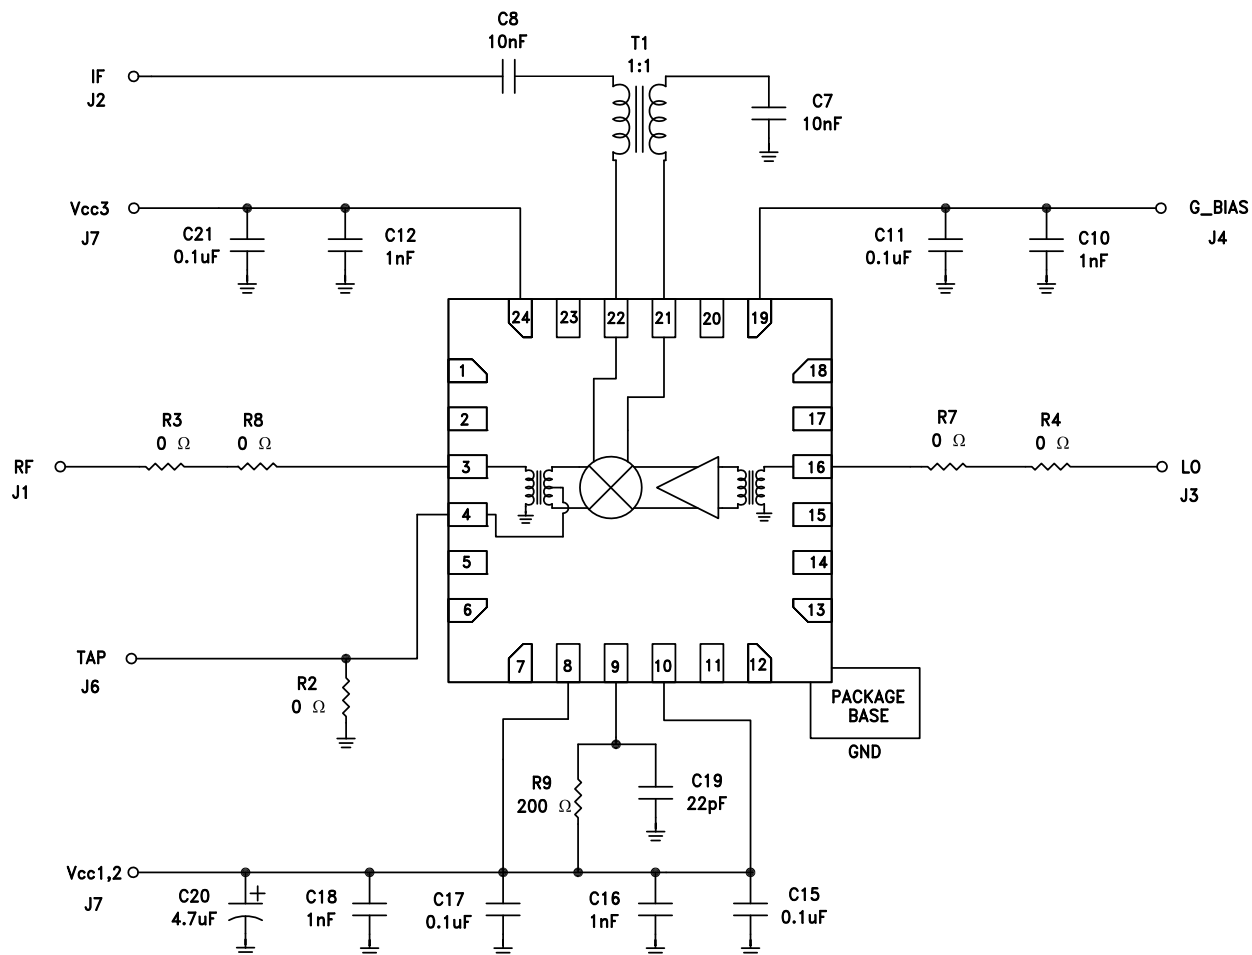 C8
10nF
T1
1:1
IF
J2
C7
10nF
Vcc3
J7
C21
0.1uF
C12
1nF
C11
0.1uF
C10
1nF
G_BIAS
J4
24
23
22
21
20
19
1
18
2
17
R3
0 Ω
R8
0 Ω
R7
0 Ω
R4
0 Ω
RF
J1
3
16
LO
J3
4
15
5
14
6
13
TAP
J6
R2
0 Ω
7
8
9
10
11
12
PACKAGE
BASE
GND
R9
200 Ω
C19
22pF
Vcc1,2
J7
C20
4.7uF
+
C18
1nF
C17
0.1uF
C16
1nF
C15
0.1uF